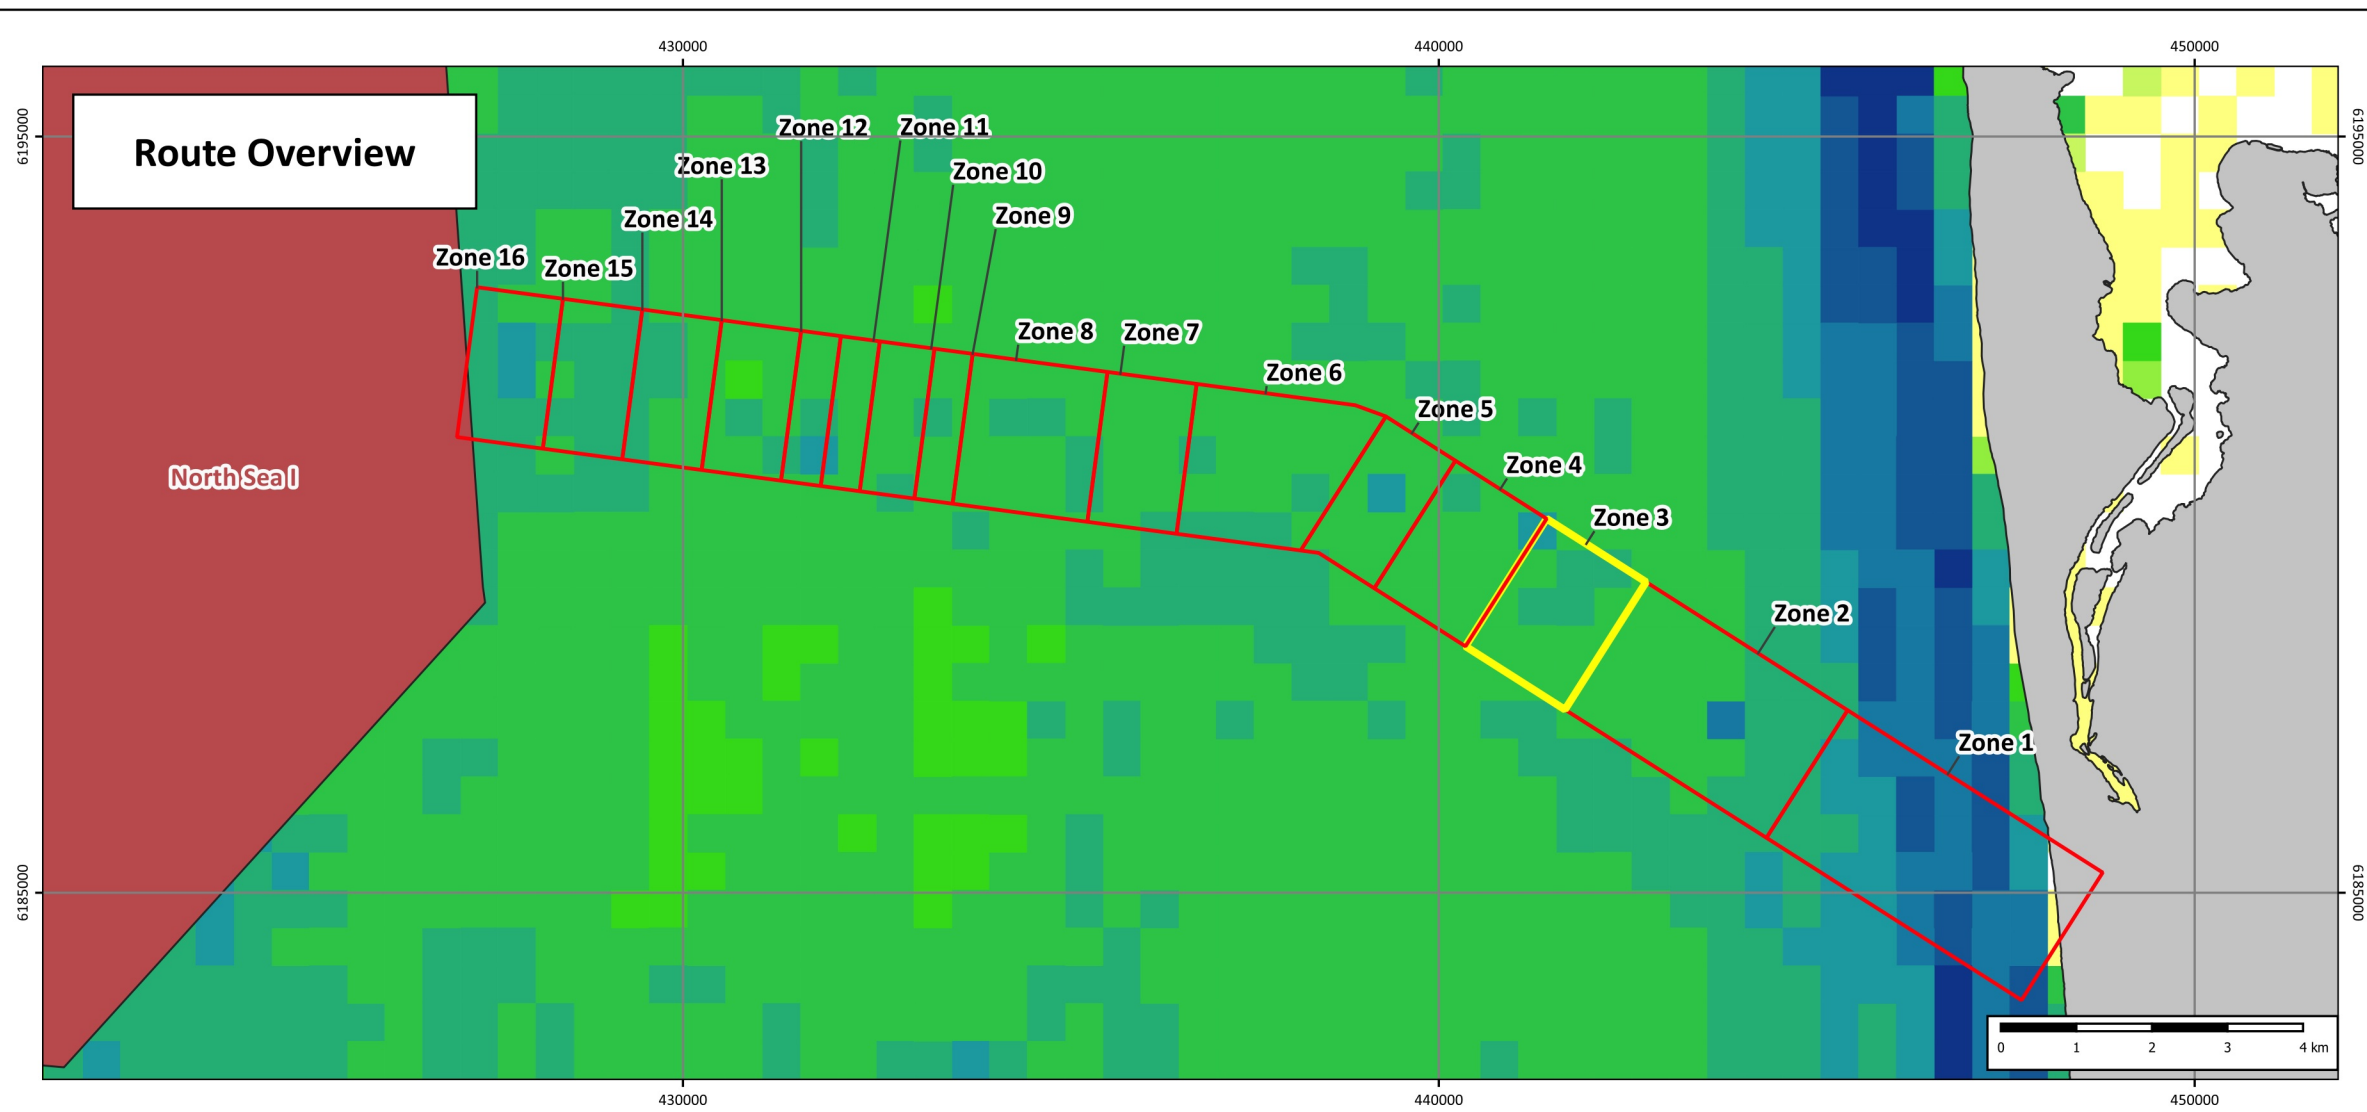 430000
440000
450000
6195000
6195000
Route Overview
Zone 12
Zone 11
Zone 13
Zone 10
Zone 14
Zone 9
Zone 16
Zone 15
Zone 8
Zone 7
Zone 6
Zone 5
Zone 4
North Sea I
Zone 3
Zone 2
Zone 1
6185000
6185000
0 1 2 3 4 km
430000
440000
450000